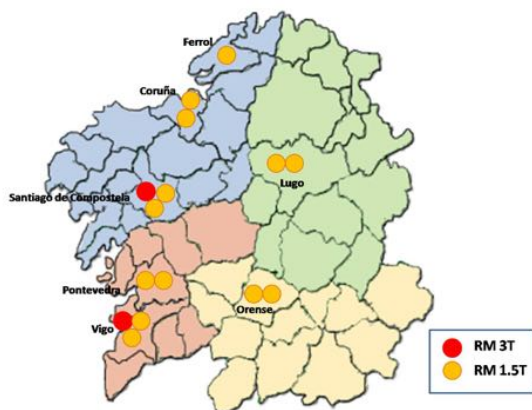 Ferrol
Coruña
Lugo
Santiago de Compostela
Pontevedra
Orense
Vigo
RM 3T
RM 1.5T